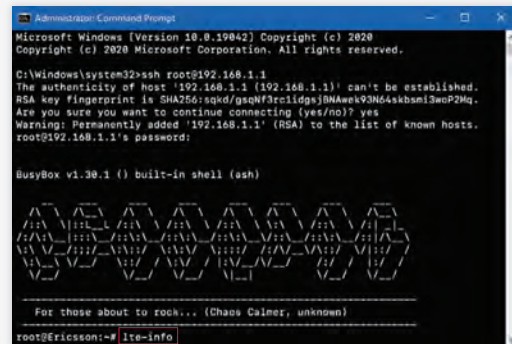 Administrator: Command Prompt
Microsoft Windows [Version 10.0.19042] Copyright (c) 2020
Copyright (c) 2020 Microsoft Corporation. All rights reserved.
C:\Windows\system32>ssh root@192.168.1.1
The authenticity of host '192.168.1.1 (192.168.1.1)' can't be established.
RSA key fingerprint is
Are you sure you want to continue connecting (yes/no)? yes
Warning: Permanently added '192.168.1.1' (RSA) to the list of known hosts.
root@192.168.1.1's password:
BusyBox v1.30.1 () built-in shell (ash)
For those about to rock... (Chaos Calmer, unknown)
root@Ericsson:~# lte-info